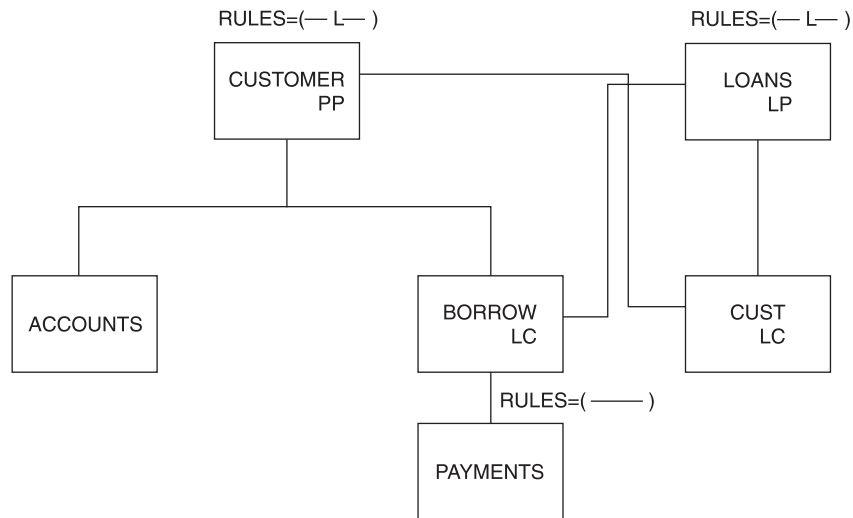 RULES=(— L— )
RULES=(— L— )
CUSTOMER
PP
LOANS
LP
ACCOUNTS
BORROW
LC
CUST
LC
RULES=( —— )
PAYMENTS